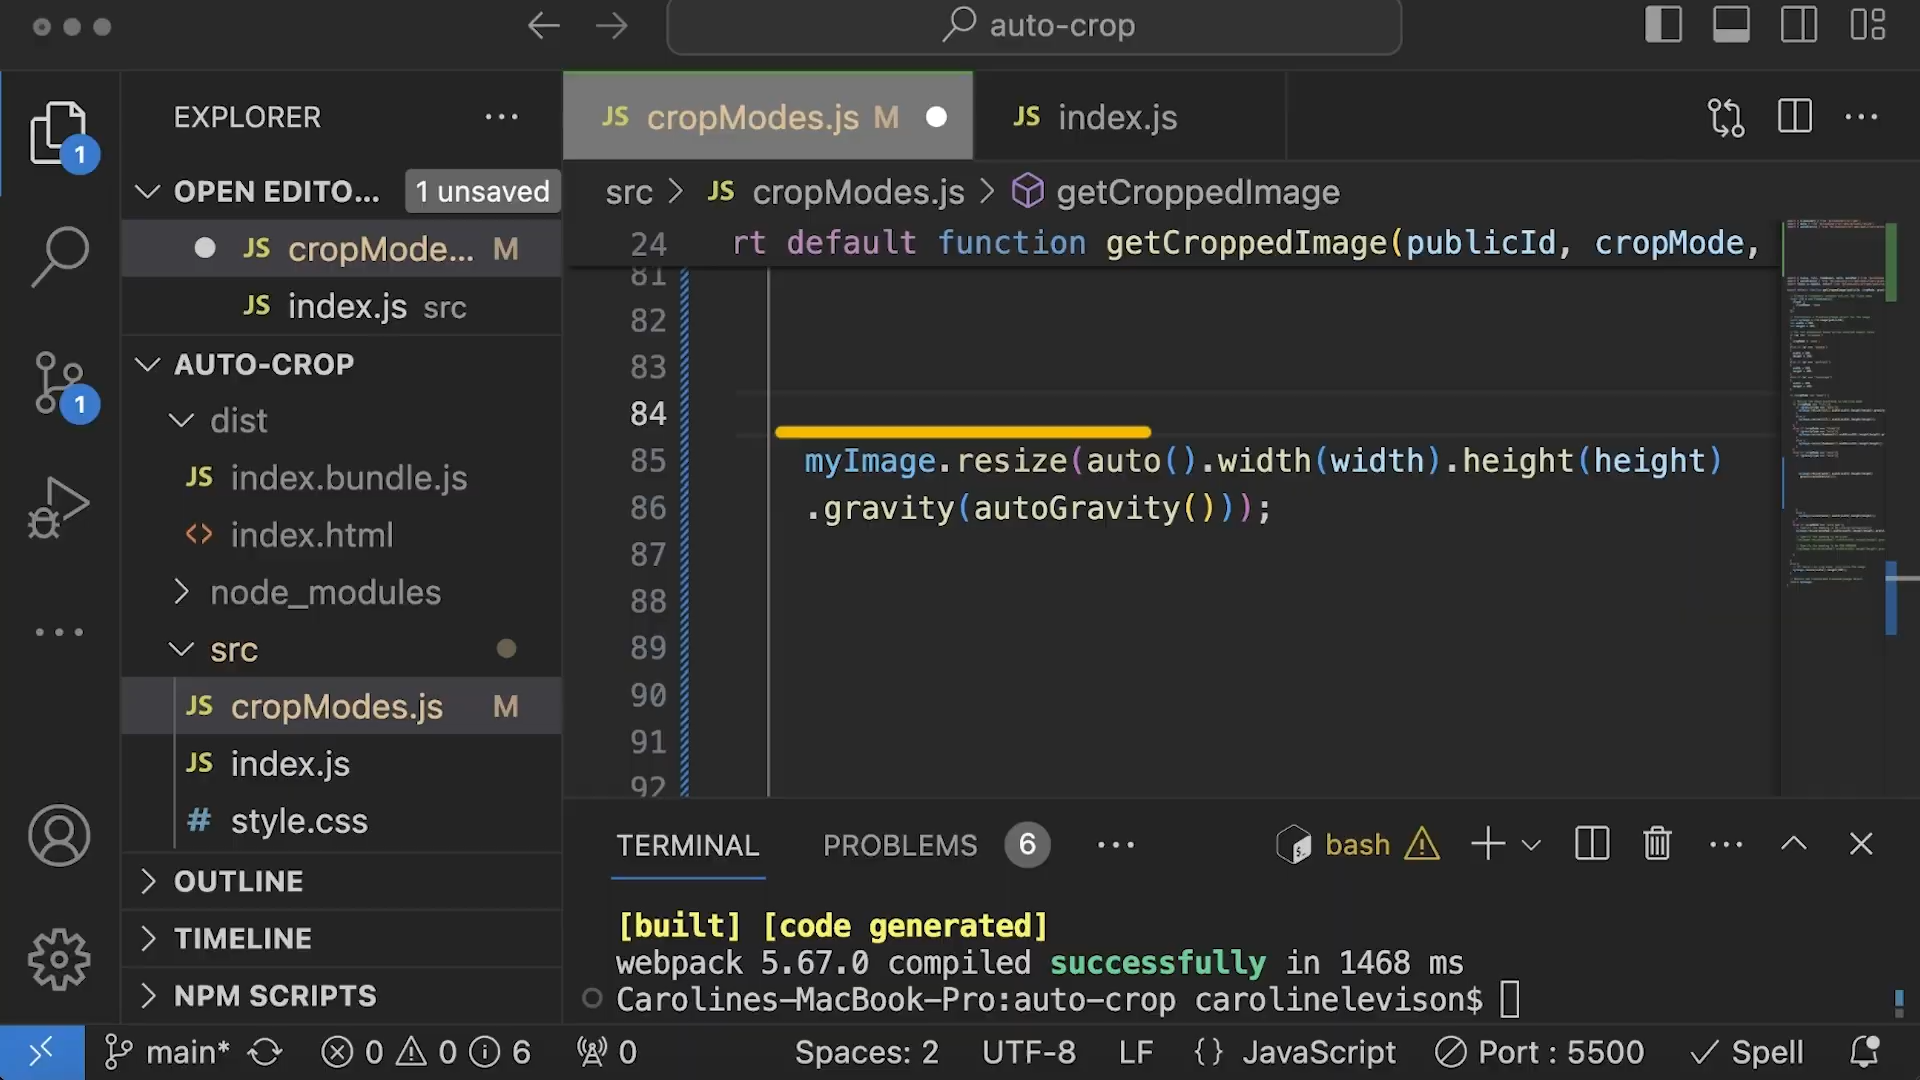 auto-crop
EXPLORER
1
OPEN EDITO...
1 unsaved
JS cropMode... M
JS index.js src
AUTO-CROP
dist
JS index.bundle.js
<> index.html
node_modules
src
JS cropModes.js M
JS index.js
# style.css
OUTLINE
TIMELINE
NPM SCRIPTS
1
JS cropModes.js M
JS index.js
src > JS cropModes.js > getCroppedImage
24 rt default function getCroppedImage(publicId, cropMode,
81
82
83
84
85 myImage.resize(auto().width(width).height(height)
86 .gravity(autoGravity()));
87
88
89
90
91
92
TERMINAL PROBLEMS 6 ... bash
[built] [code generated]
webpack 5.67.0 compiled successfully in 1468 ms
Carolines-MacBook-Pro:auto-crop carolinelevison$
main* 0 0 6 0 Spaces: 2 UTF-8 LF {} JavaScript Port : 5500 Spell